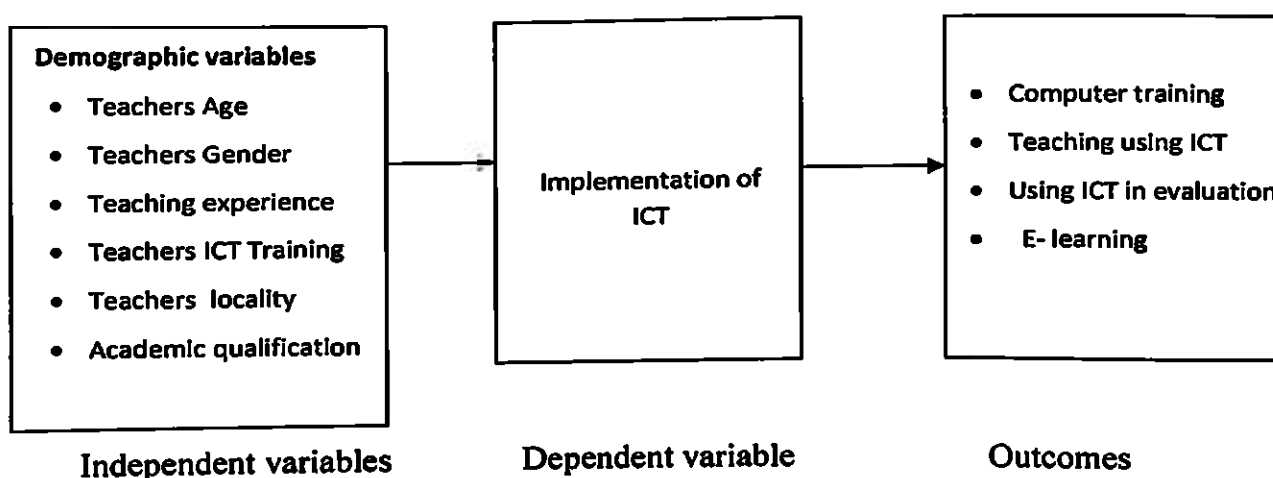 Demographic variables
• Teachers Age
• Teachers Gender
• Teaching experience
• Teachers ICT Training
• Teachers locality
• Academic qualification
Implementation of
ICT
• Computer training
• Teaching using ICT
• Using ICT in evaluation
• E- learning
Independent variables
Dependent variable
Outcomes